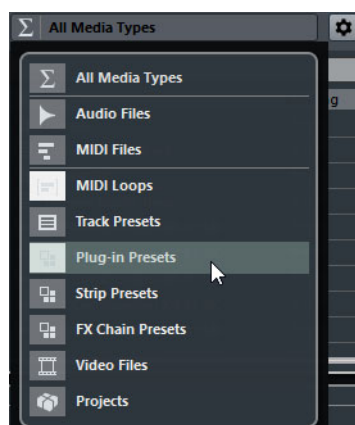 Σ All Media Types
g
Σ All Media Types
Audio Files
MIDI Files
MIDI Loops
Track Presets
Plug-in Presets
Strip Presets
FX Chain Presets
Video Files
Projects